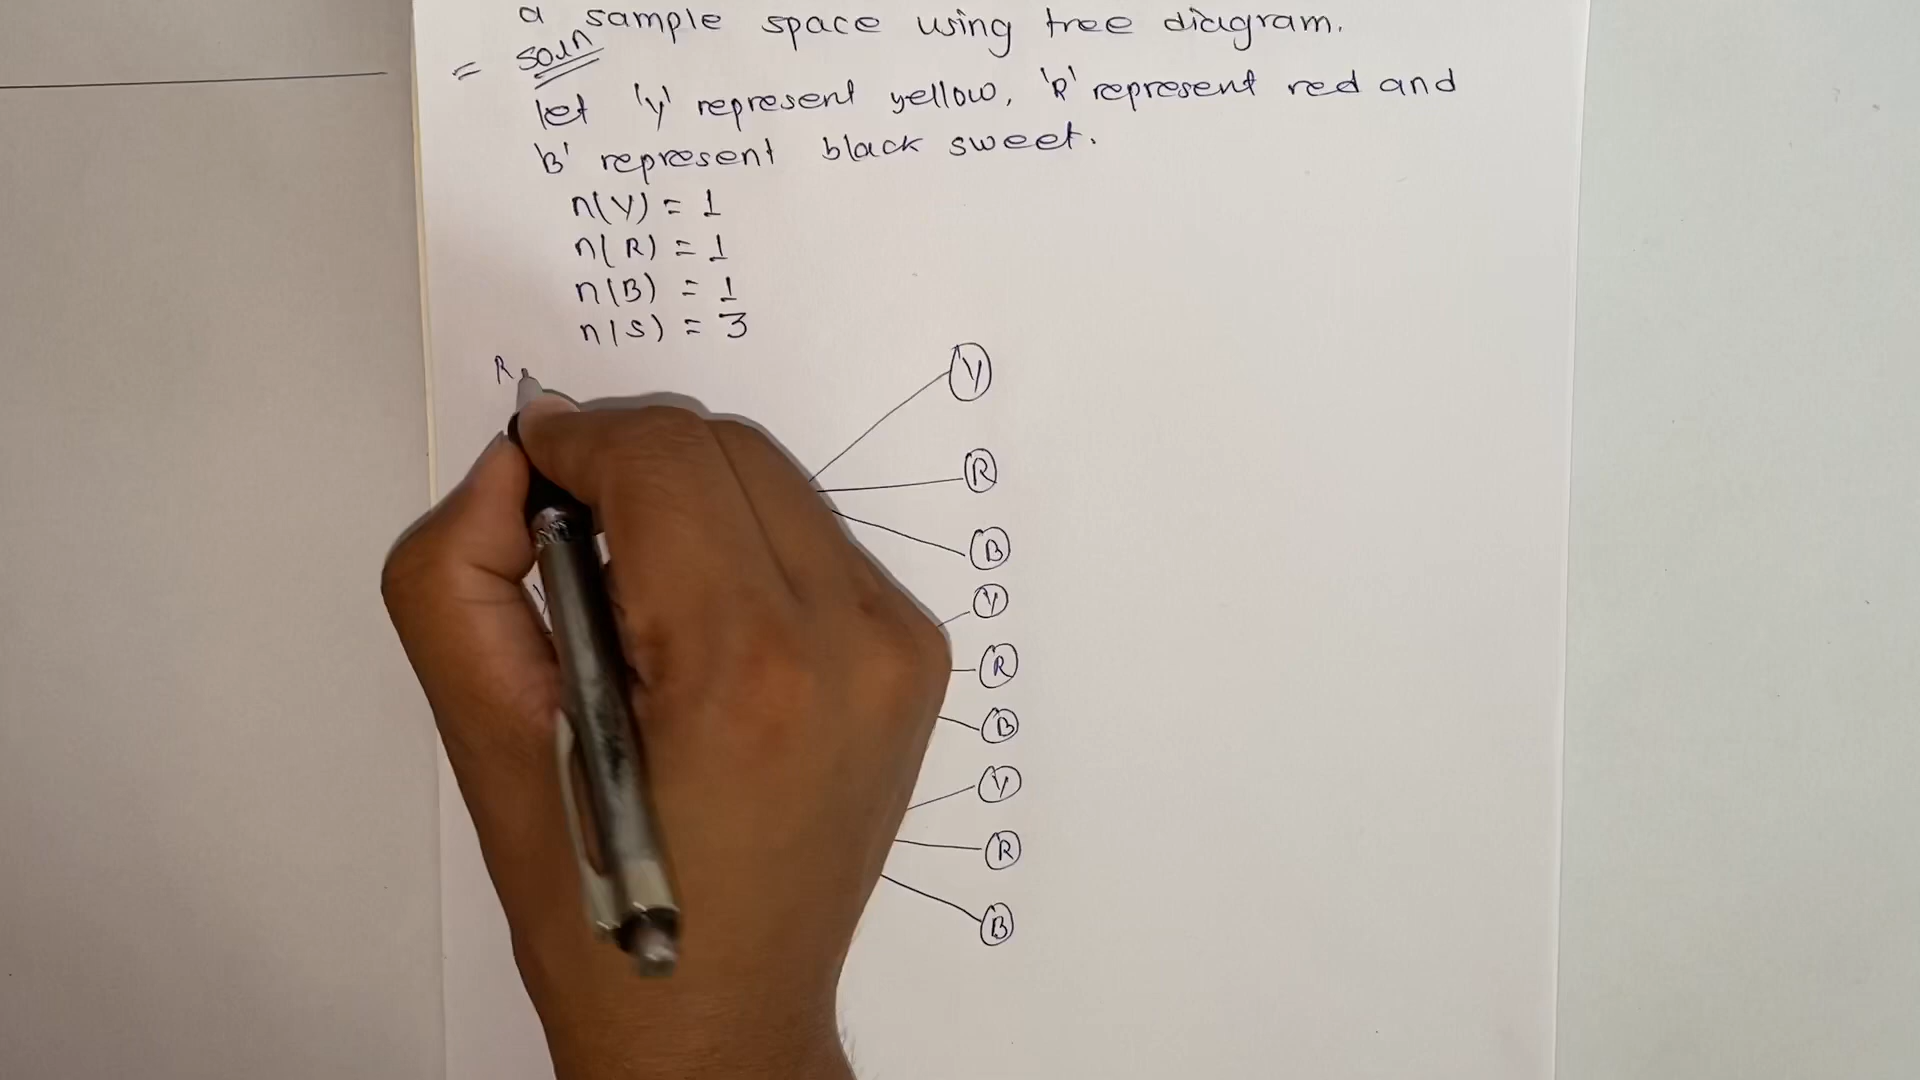 a sample space using tree diagram.
= soln
let 'y' represent yellow, 'R' represent red and
'B' represent black sweet.
n(Y) = 1
n(R) = 1
n(B) = 1
n(S) = 3
R
Y
R
B
Y
Y
R
B
Y
R
B